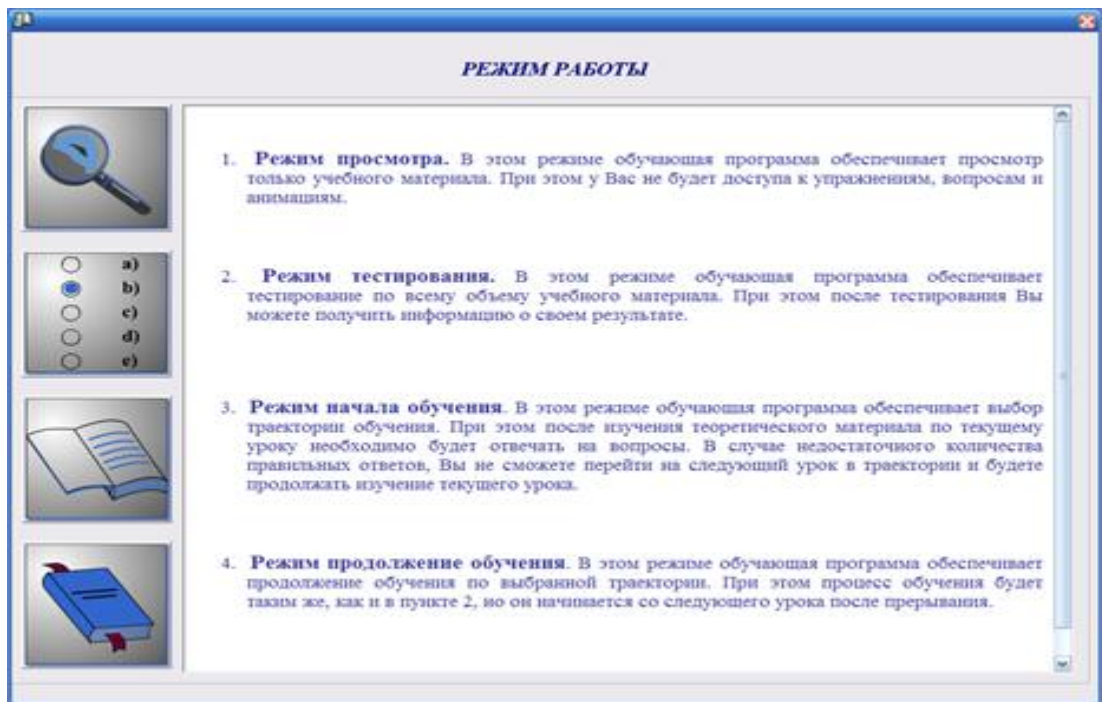 РЕЖИМ РАБОТЫ
1. Режим просмотра. В этом режиме обучающая программа обеспечивает просмотр
только учебного материала. При этом у Вас не будет доступа к упражнениям, вопросам и
анимациям.
a)
b)
c)
d)
e)
2. Режим тестирования. В этом режиме обучающая программа обеспечивает
тестирование по всему объему учебного материала. При этом после тестирования Вы
можете получить информацию о своем результате.
3. Режим начала обучения. В этом режиме обучающая программа обеспечивает выбор
траектории обучения. При этом после изучения теоретического материала по текущему
уроку необходимо будет отвечать на вопросы. В случае недостаточного количества
правильных ответов, Вы не сможете перейти на следующий урок в траектории и будете
продолжать изучение текущего урока.
4. Режим продолжение обучения. В этом режиме обучающая программа обеспечивает
продолжение обучения по выбранной траектории. При этом процесс обучения будет
таким же, как и в пункте 2, но он начинается со следующего урока после прерывания.